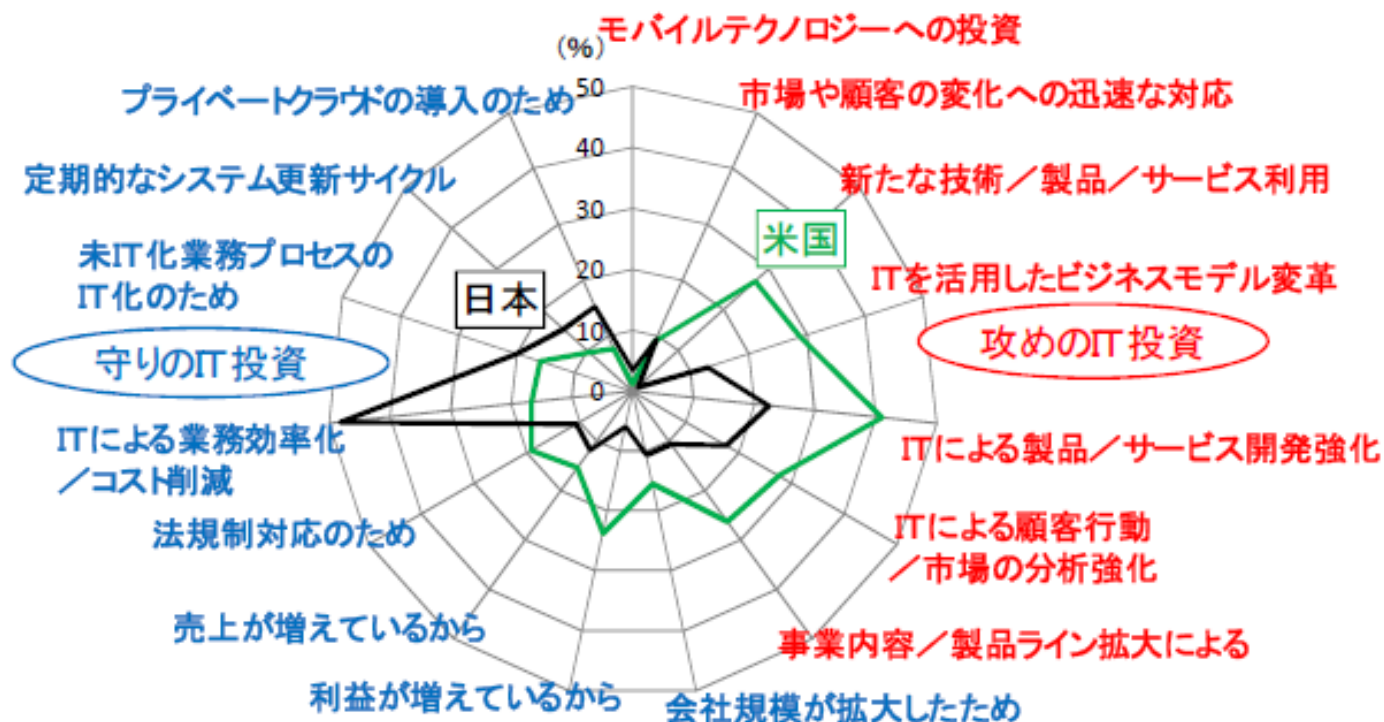 モバイルテクノロジーへの投資
(%)
プライベートクラウドの導入のため
50
市場や顧客の変化への迅速な対応
40
定期的なシステム更新サイクル
新たな技術／製品／サービス利用
30
米国
未IT化業務プロセスの
IT化のため
20
ITを活用したビジネスモデル変革
日本
10
守りのIT投資
攻めのIT投資
0
ITによる業務効率化
／コスト削減
ITによる製品／サービス開発強化
法規制対応のため
ITによる顧客行動
／市場の分析強化
売上が増えているから
事業内容／製品ライン拡大による
利益が増えているから
会社規模が拡大したため